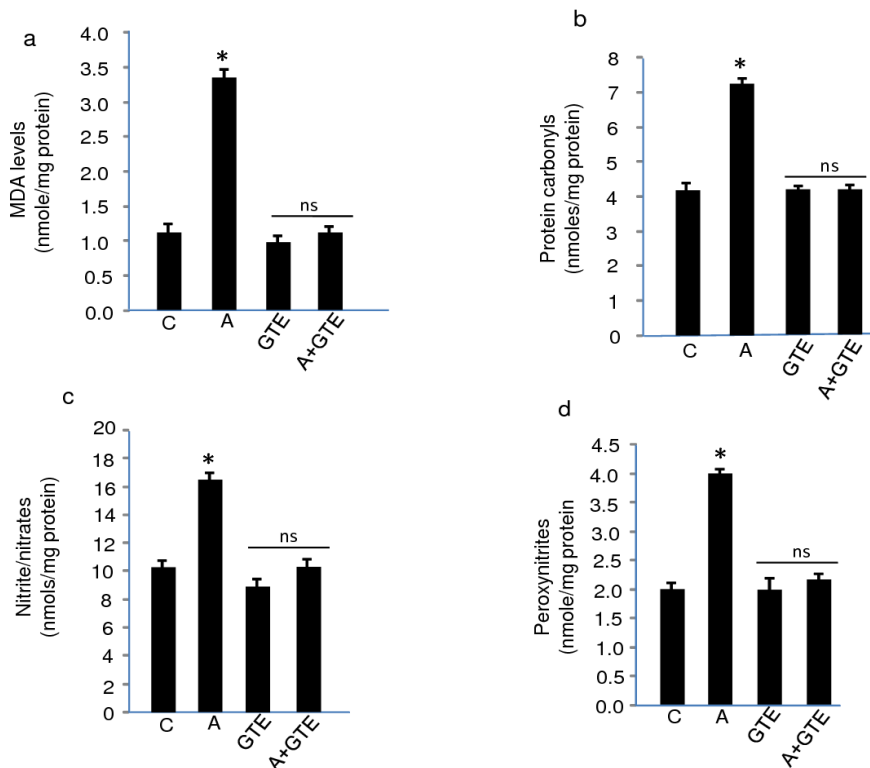 a
MDA levels
(nmole/mg protein)
4.0
3.5
3.0
2.5
2.0
1.5
1.0
0.5
0.0
*
ns
C A GTE A+GTE
b
Protein carbonyls
(nmoles/mg protein)
8
7
6
5
4
3
2
1
0
*
ns
C A GTE A+GTE
c
Nitrite/nitrates
(nmols/mg protein)
20
18
16
14
12
10
8
6
4
2
0
*
ns
C A GTE A+GTE
d
Peroxynitrites
(nmole/mg protein
4.5
4.0
3.5
3.0
2.5
2.0
1.5
1.0
0.5
0.0
*
ns
C A GTE A+GTE